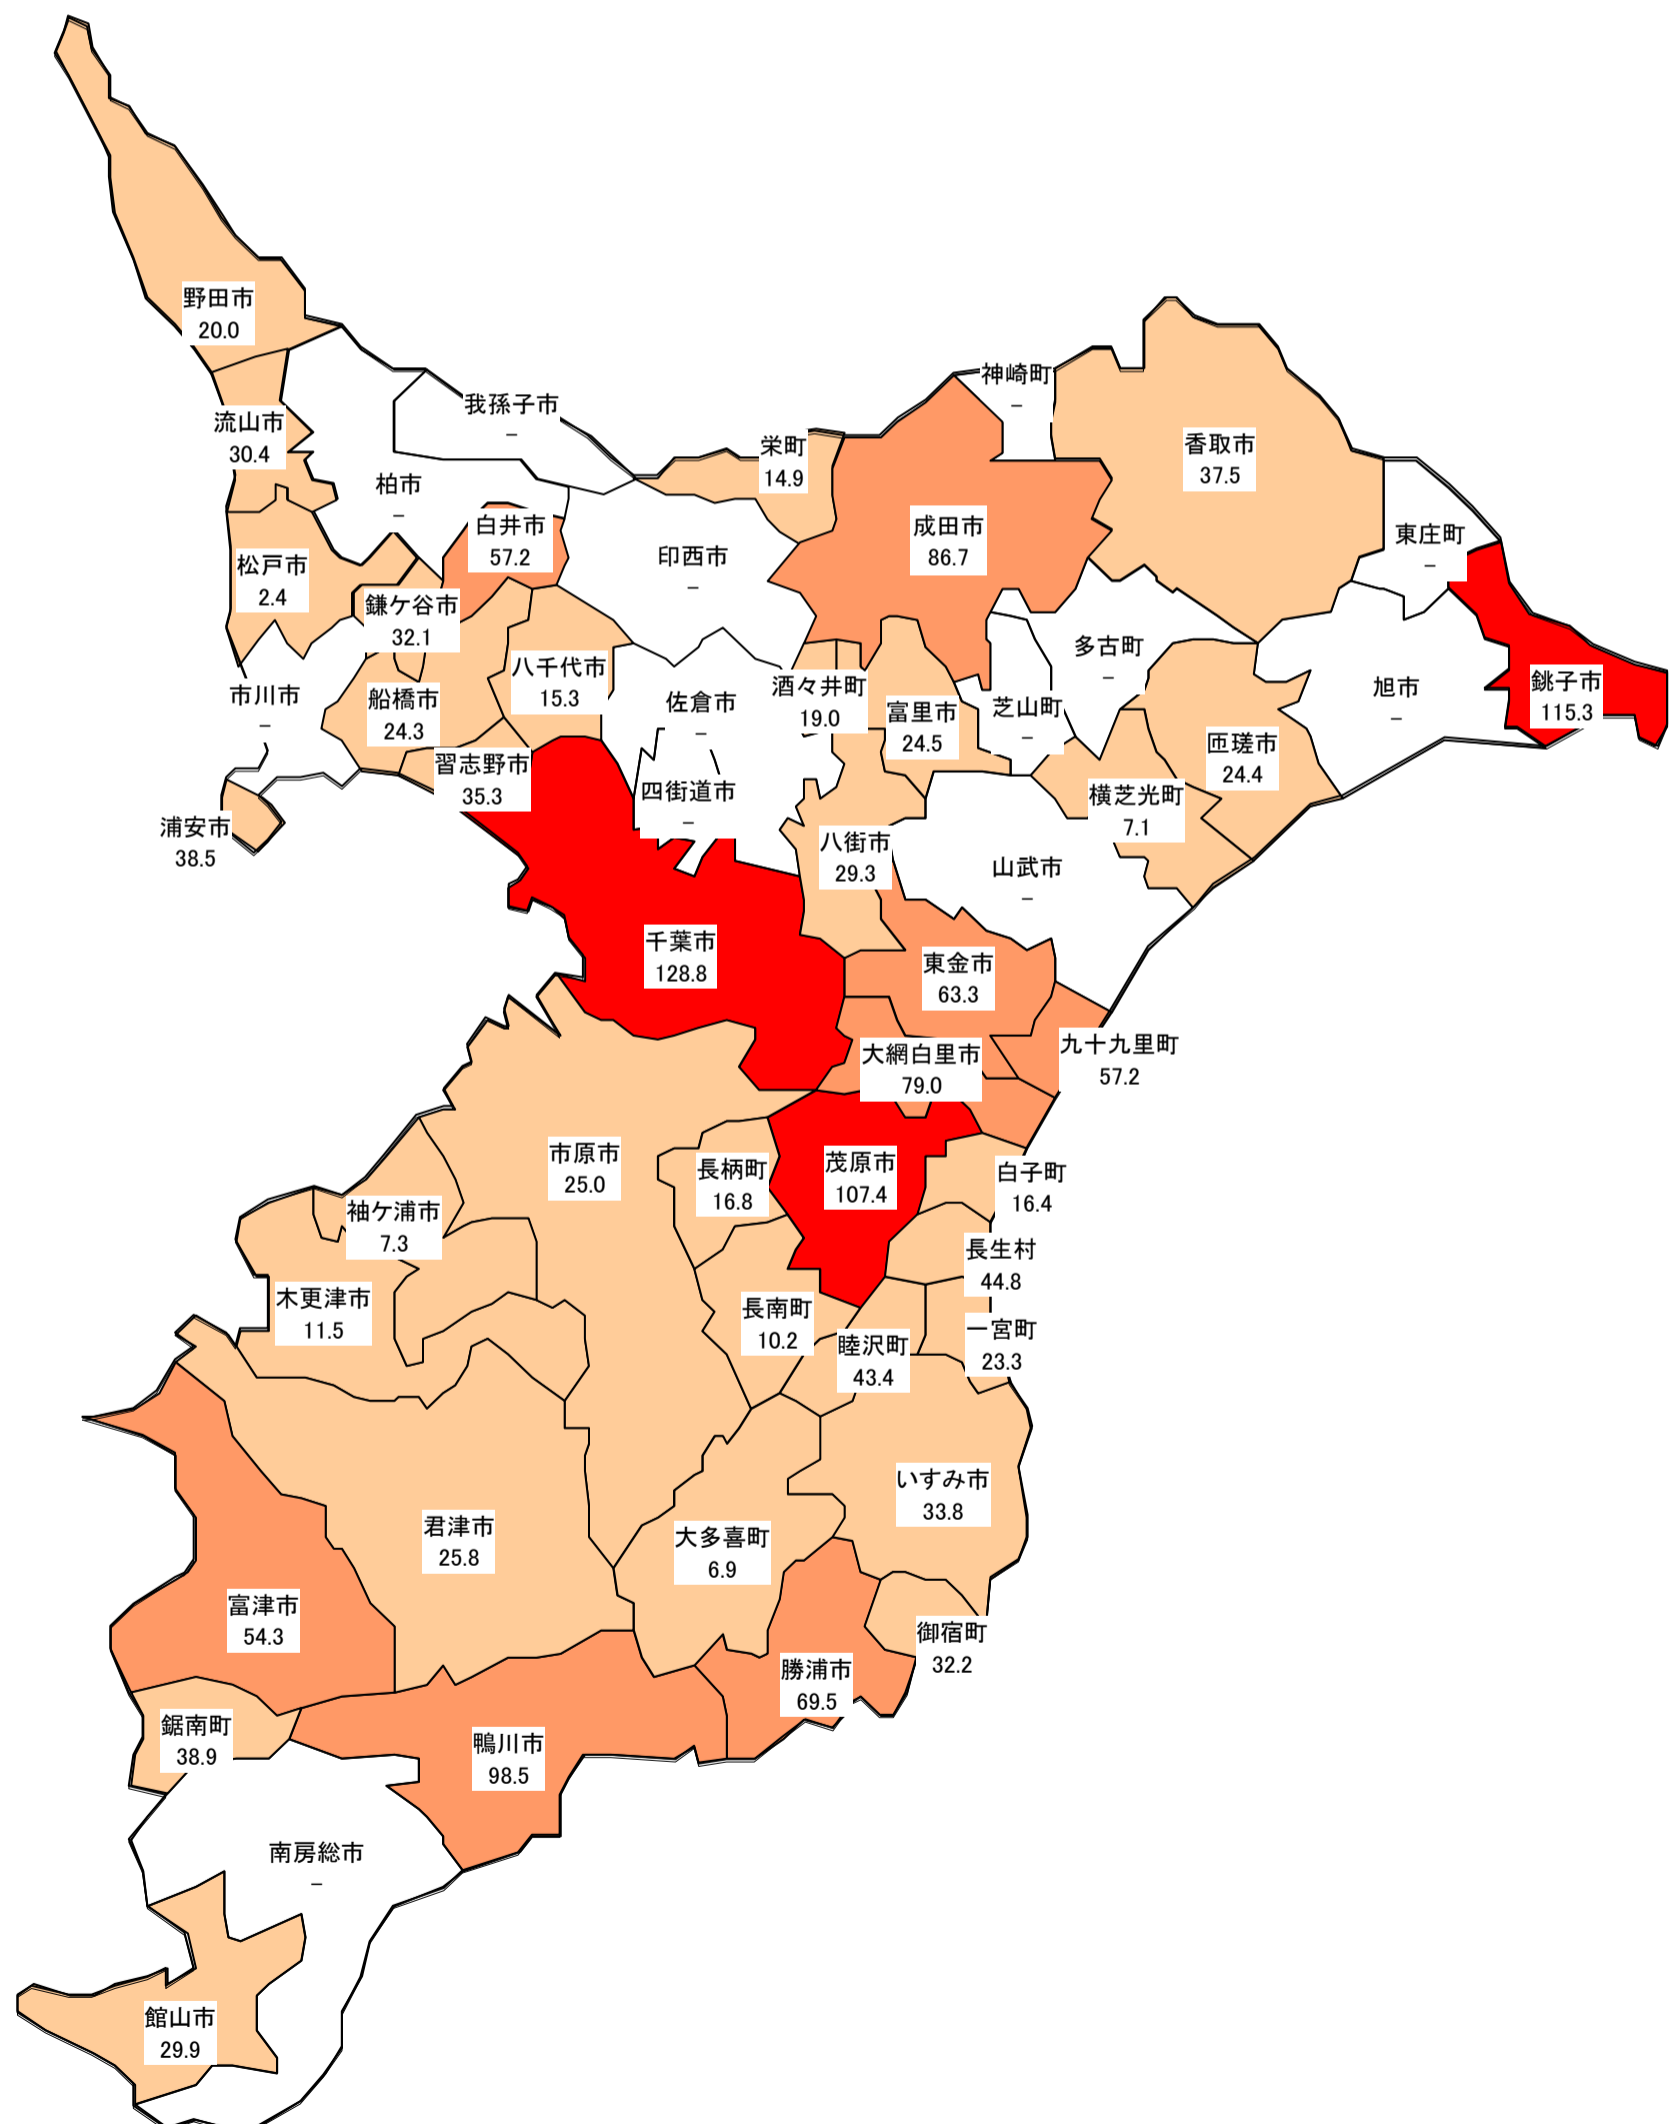 野田市
20.0
流山市
30.4
我孫子市
－
柏市
－
栄町
14.9
神崎町
－
香取市
37.5
白井市
57.2
成田市
86.7
東庄町
－
松戸市
2.4
印西市
－
鎌ケ谷市
32.1
多古町
－
市川市
－
船橋市
24.3
八千代市
15.3
佐倉市
－
酒々井町
19.0
富里市
24.5
芝山町
－
旭市
－
銚子市
115.3
匝瑳市
24.4
習志野市
35.3
四街道市
－
横芝光町
7.1
浦安市
38.5
八街市
29.3
山武市
－
千葉市
128.8
東金市
63.3
大網白里市
79.0
九十九里町
57.2
市原市
25.0
長柄町
16.8
茂原市
107.4
白子町
16.4
袖ケ浦市
7.3
長生村
44.8
木更津市
11.5
長南町
10.2
睦沢町
43.4
一宮町
23.3
いすみ市
33.8
君津市
25.8
大多喜町
6.9
富津市
54.3
御宿町
32.2
勝浦市
69.5
鋸南町
38.9
鴨川市
98.5
南房総市
－
館山市
29.9